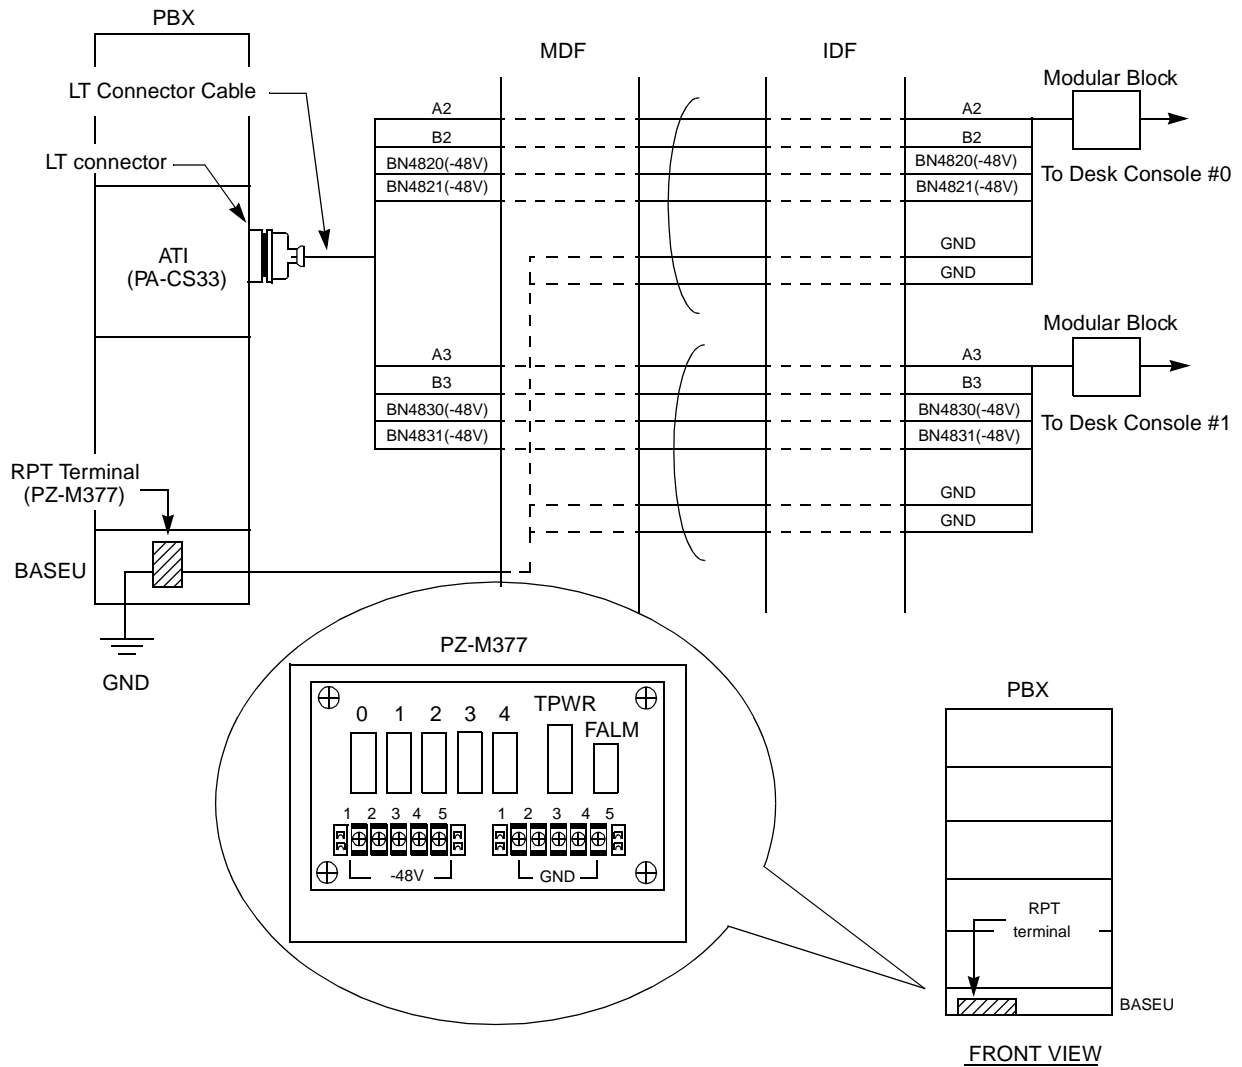 PBX
MDF
IDF
LT Connector Cable
LT connector
ATI
(PA-CS33)
A2
B2
BN4820(-48V)
BN4821(-48V)
A2
B2
BN4820(-48V)
BN4821(-48V)
GND
GND
Modular Block
To Desk Console #0
A3
B3
BN4830(-48V)
BN4831(-48V)
A3
B3
BN4830(-48V)
BN4831(-48V)
GND
GND
Modular Block
To Desk Console #1
RPT Terminal
(PZ-M377)
BASEU
GND
PZ-M377
0 1 2 3 4 TPWR
FALM
1 2 3 4 5
1 2 3 4 5
-48V
GND
PBX
RPT
terminal
BASEU
FRONT VIEW